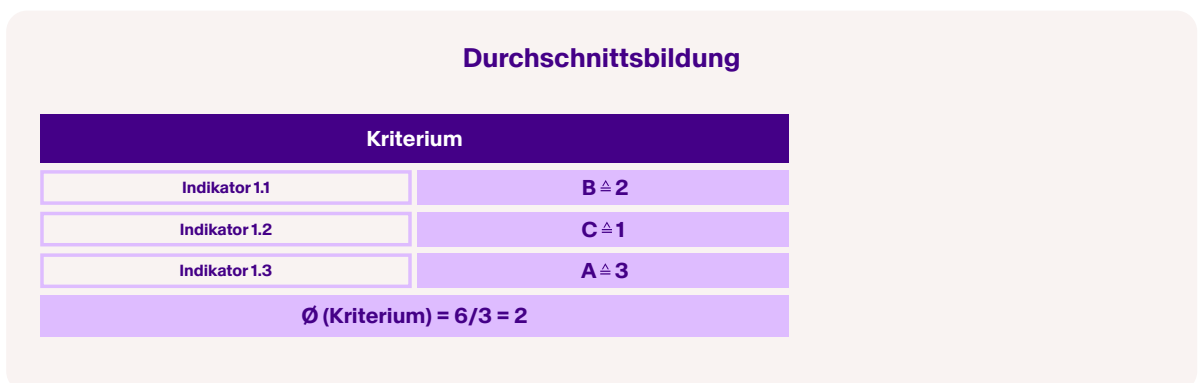 Durchschnittsbildung
Kriterium
Indikator 1.1
B ≙ 2
Indikator 1.2
C ≙ 1
Indikator 1.3
A ≙ 3
Ø (Kriterium) = 6/3 = 2